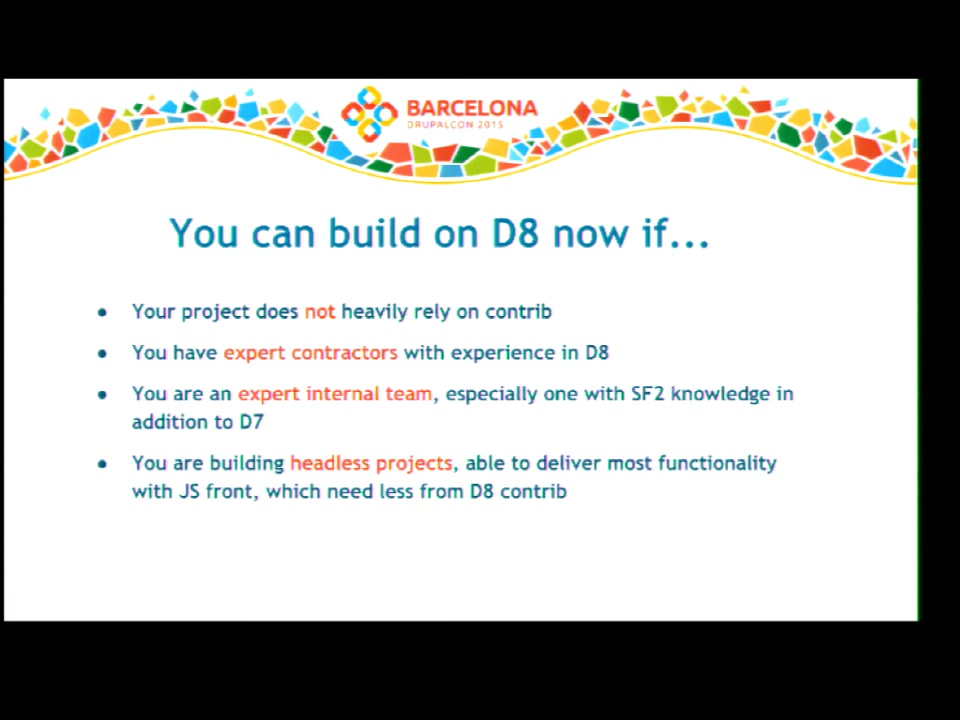 BARCELONA
DRUPALCON 2015
You can build on D8 now if...
● Your project does not heavily rely on contrib
● You have expert contractors with experience in D8
● You are an expert internal team, especially one with SF2 knowledge in
addition to D7
● You are building headless projects, able to deliver most functionality
with JS front, which need less from D8 contrib